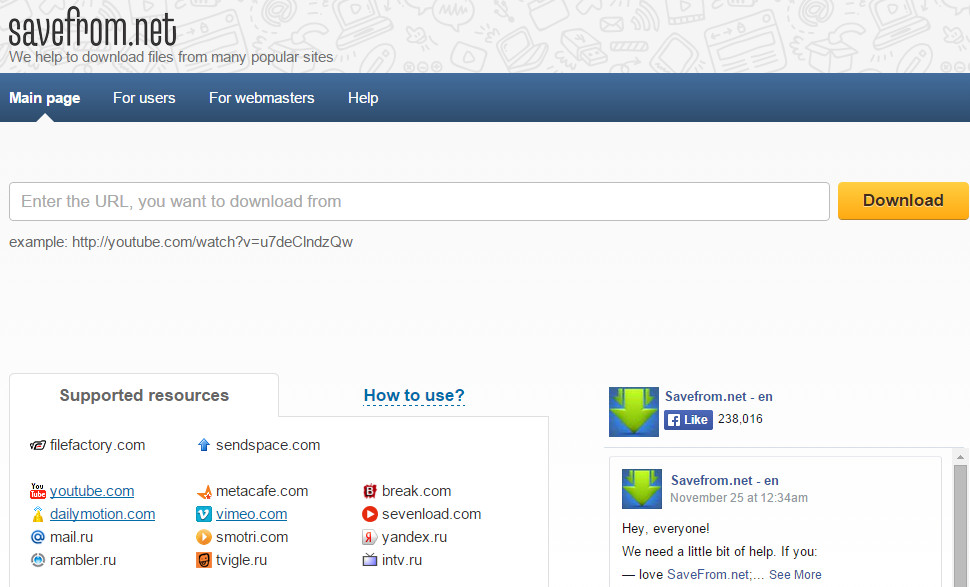 savefrom.net
We help to download files from many popular sites
Main page For users For webmasters Help
Enter the URL, you want to download from
Download
example: http://youtube.com/watch?v=u7deClndzQw
Supported resources How to use?
filefactory.com sendspace.com
You Tube youtube.com metacafe.com B break.com
dailymotion.com vimeo.com sevenload.com
mail.ru smotri.com Я yandex.ru
rambler.ru tvigle.ru intv.ru
Savefrom.net - en
Like 238,016
Savefrom.net - en
November 25 at 12:34am
Hey, everyone!
We need a little bit of help. If you:
— love SaveFrom.net;... See More